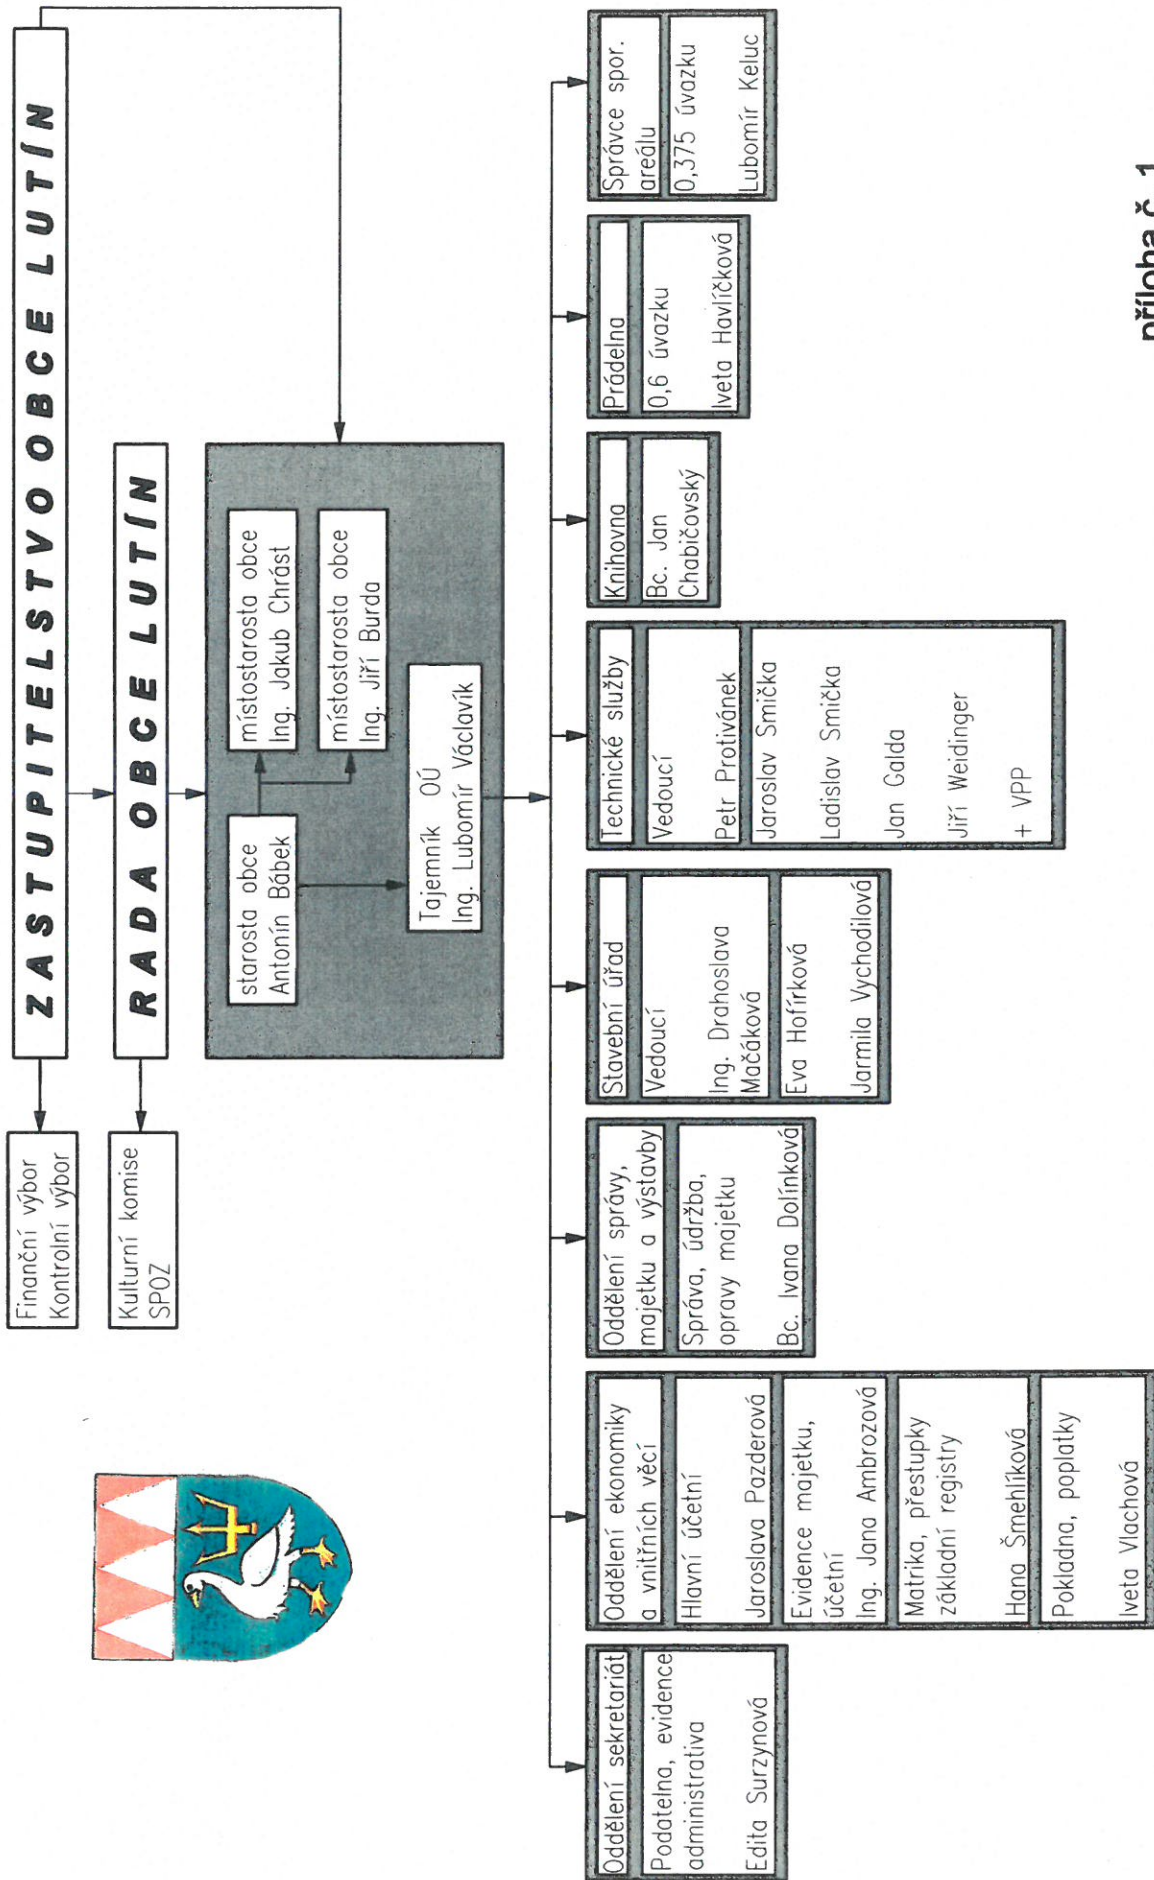 ZASTUPITELSTVO OBCE LUTÍN
Finanční výbor
Kontrolní výbor
RADA OBCE LUTÍN
Kulturní komise
SPOZ
starosta obce
Antonín Bábek
místostarosta obce
Ing. Jakub Chrást
místostarosta obce
Ing. Jiří Burda
Tajemník OÚ
Ing. Lubomír Václavík
Oddělení sekretariát
Podatelna, evidence
administrativa
Edita Surzynová
Oddělení ekonomiky
a vnitřních věcí
Hlavní účetní
Jaroslava Pazderová
Evidence majetku,
účetní
Ing. Jana Ambrozová
Matrika, přestupky
základní registry
Hana Šmehlíková
Pokladna, poplatky
Iveta Vlachová
Oddělení správy,
majetku a výstavby
Správa, údržba,
opravy majetku
Bc. Ivana Dolínková
Stavební úřad
Vedoucí
Ing. Drahoslava
Mačáková
Eva Hofírková
Jarmila Vychodilová
Technické služby
Vedoucí
Petr Protivánek
Jaroslav Smička
Ladislav Smička
Jan Galda
Jiří Weidinger
+ VPP
Knihovna
Bc. Jan
Chabičovský
Prádelna
0,6 úvazku
Iveta Havlíčková
Správce spor.
areálu
0,375 úvazku
Lubomír Keluc
příloha č. 1